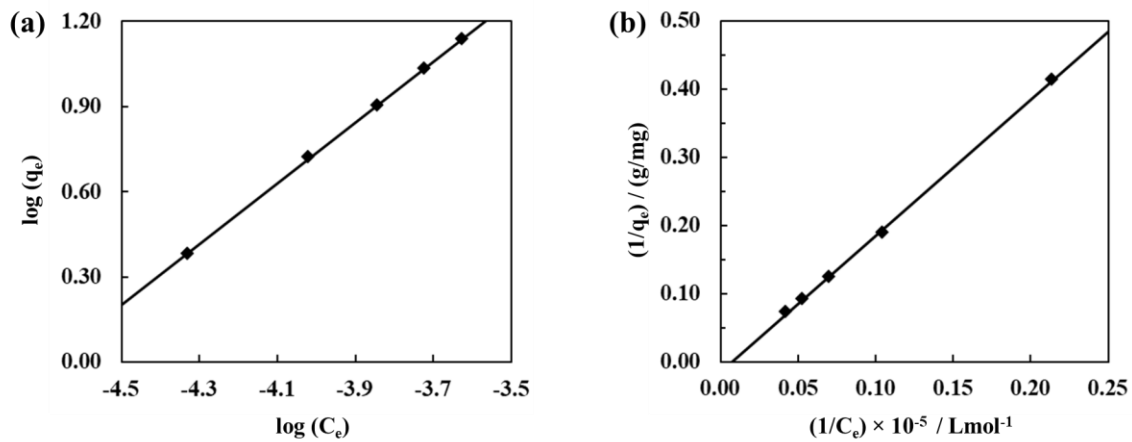 (a)
log (qₑ)
1.20
0.90
0.60
0.30
0.00
-4.5 -4.3 -4.1 -3.9 -3.7 -3.5
log (Cₑ)
(b)
(1/qₑ) / (g/mg)
0.50
0.40
0.30
0.20
0.10
0.00
0.00 0.05 0.10 0.15 0.20 0.25
(1/Cₑ) × 10⁻⁵ / Lmol⁻¹